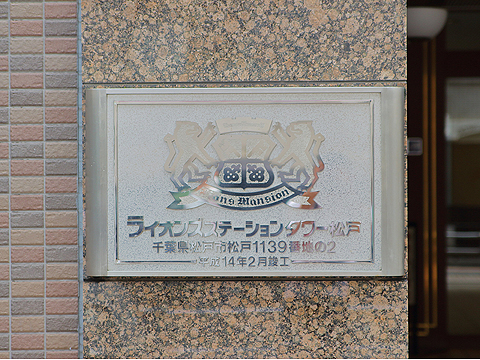 Lions Mansion
ライオンズステーションタワー松戸
千葉県松戸市松戸1139番地の2
平成14年2月竣工